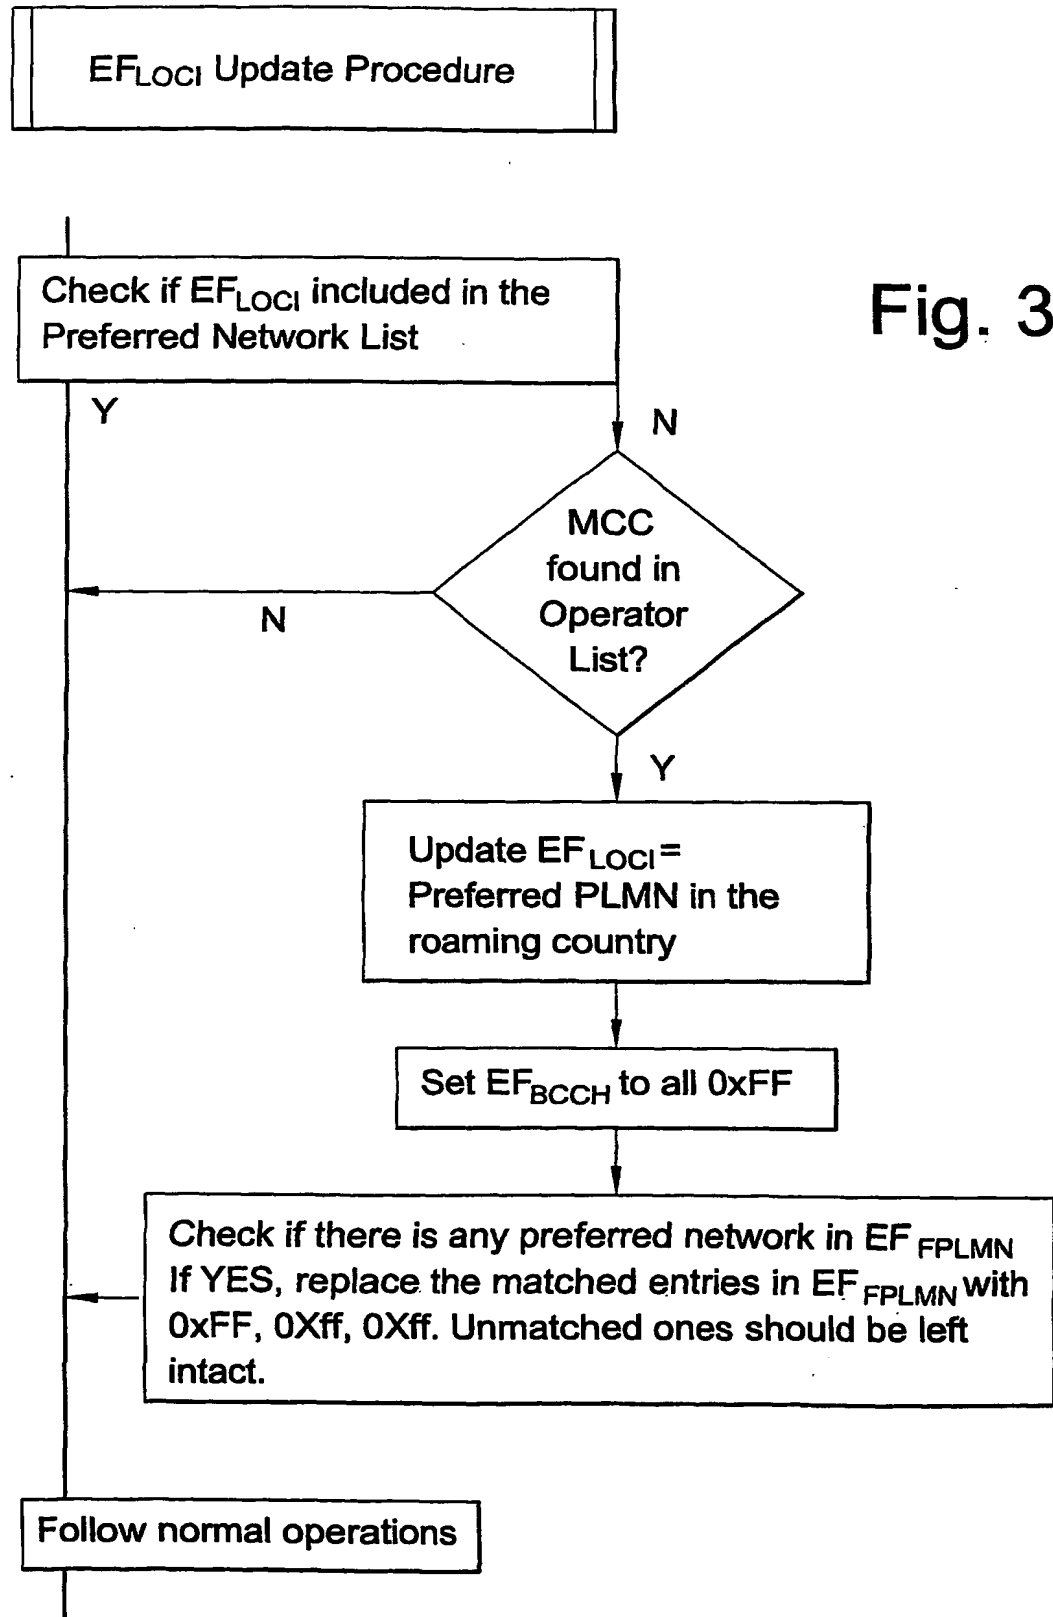 EFLOCI Update Procedure
Check if EFLOCI included in the
Preferred Network List
Fig. 3
Y
N
MCC
found in
Operator
List?
N
Y
Update EFLOCI=
Preferred PLMN in the
roaming country
Set EFBCCH to all 0xFF
Check if there is any preferred network in EF FPLMN
If YES, replace the matched entries in EF FPLMN with
0xFF, 0Xff, 0Xff. Unmatched ones should be left
intact.
Follow normal operations